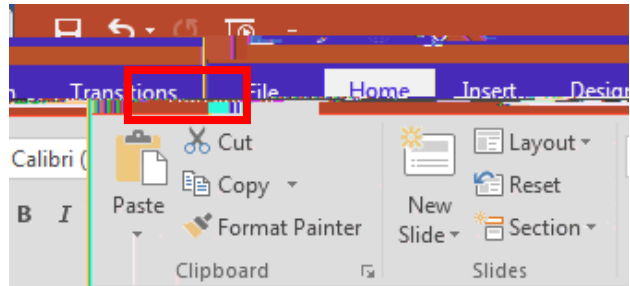 Transitions File Home Insert Design
Calibri ( Cut Layout
Copy Reset
B I Paste New
Format Painter Slide Section
Clipboard Slides